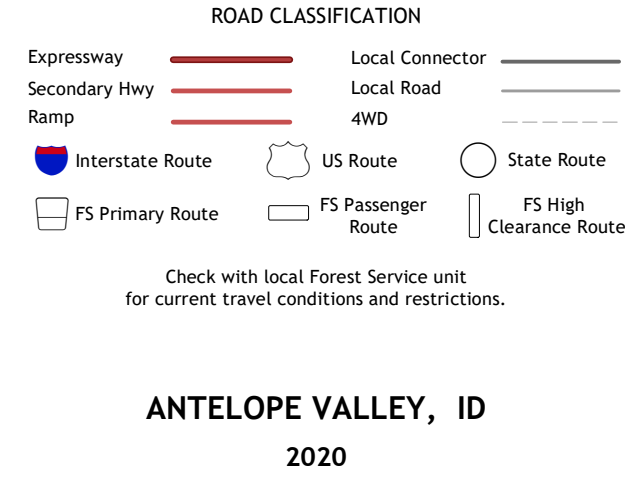 ROAD CLASSIFICATION
Expressway
Local Connector
Secondary Hwy
Local Road
Ramp
4WD
Interstate Route
US Route
State Route
FS Primary Route
FS Passenger
Route
FS High
Clearance Route
Check with local Forest Service unit
for current travel conditions and restrictions.
ANTELOPE VALLEY, ID
2020